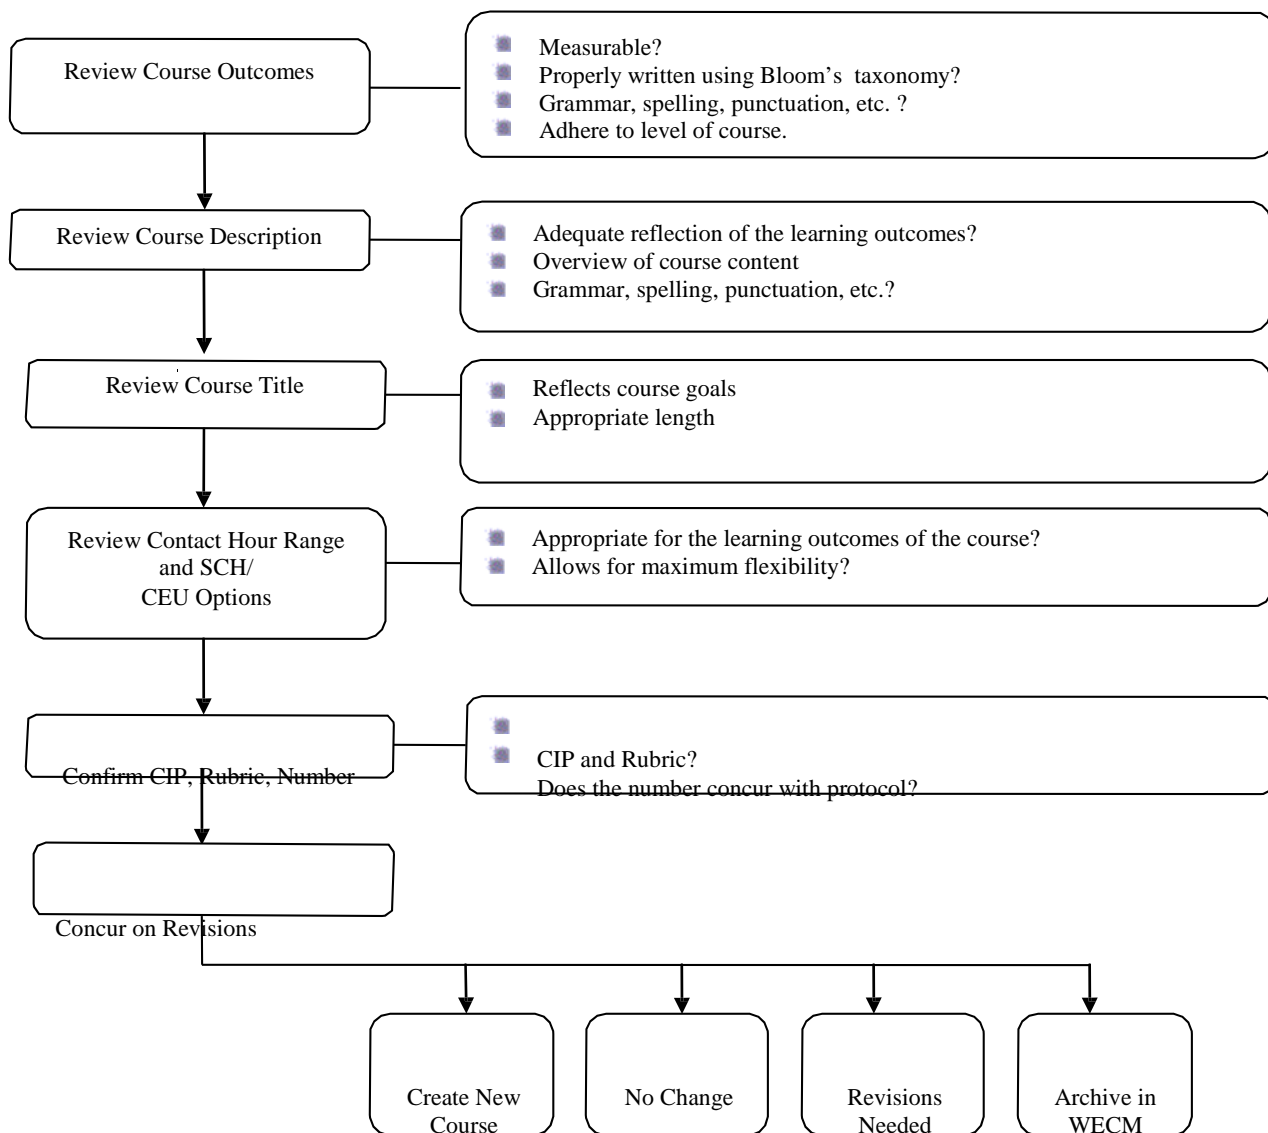 Review Course Outcomes
Measurable?
Properly written using Bloom’s taxonomy?
Grammar, spelling, punctuation, etc. ?
Adhere to level of course.
Review Course Description
Adequate reflection of the learning outcomes?
Overview of course content
Grammar, spelling, punctuation, etc.?
Review Course Title
Reflects course goals
Appropriate length
Review Contact Hour Range
and SCH/
CEU Options
Appropriate for the learning outcomes of the course?
Allows for maximum flexibility?
Confirm CIP, Rubric, Number
CIP and Rubric?
Does the number concur with protocol?
Concur on Revisions
Create New
Course
No Change
Revisions
Needed
Archive in
WECM